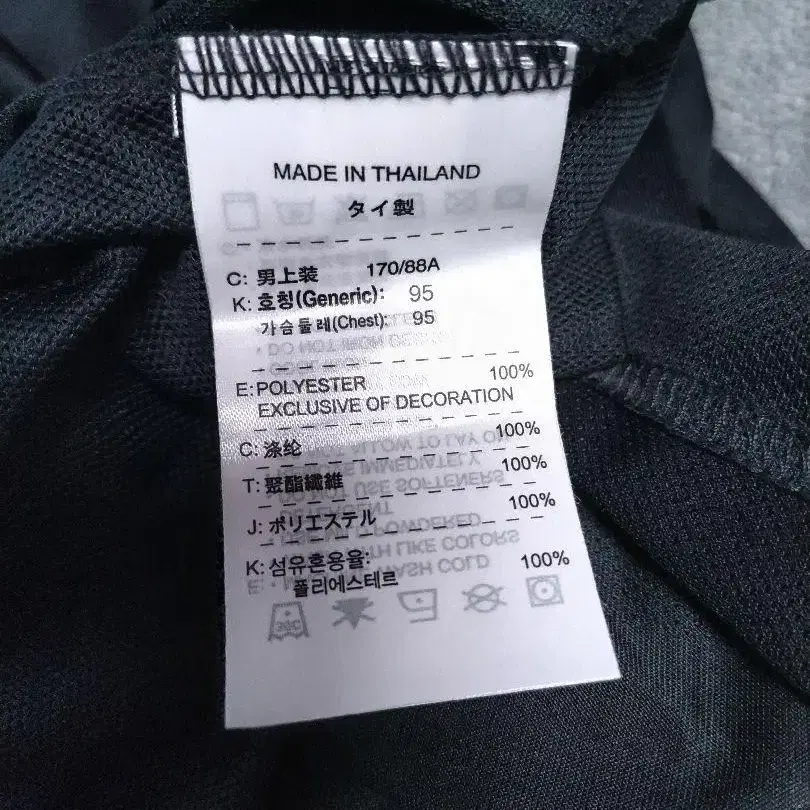 MADE IN THAILAND
タイ製
C: 男上装 170/88A
K: 호칭(Generic): 95
가슴둘레(Chest): 95
E: POLYESTER 100%
EXCLUSIVE OF DECORATION
C: 涤纶 100%
T: 聚酯纖維 100%
J: ポリエステル 100%
K: 섬유혼용율: 100%
폴리에스테르